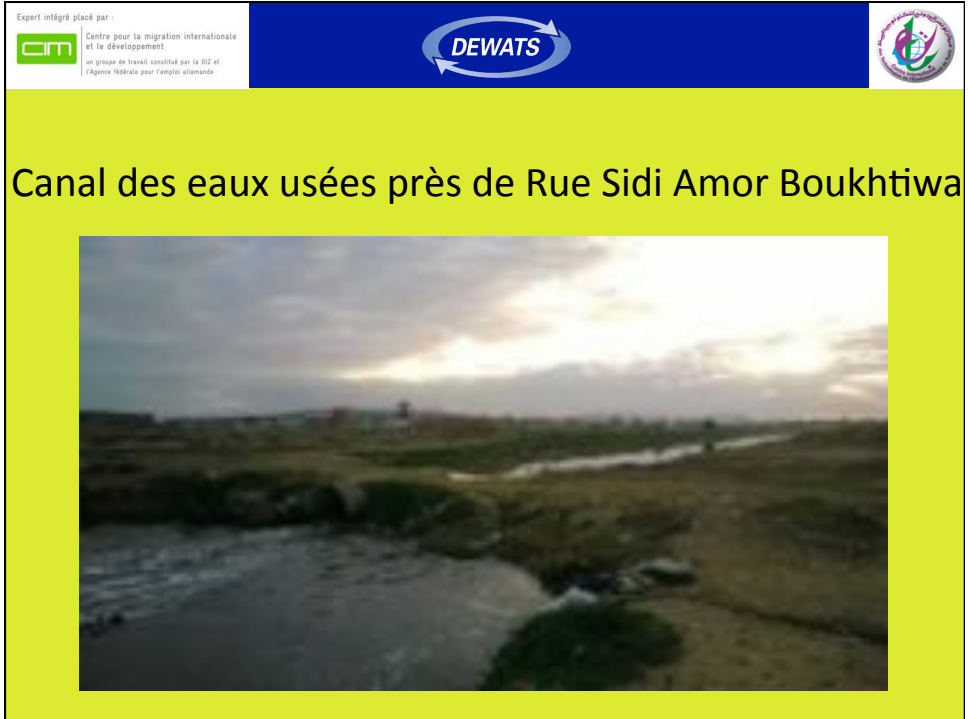 Expert intégré placé par :
cim
Centre pour la migration internationale
et le développement
un groupe de travail constitué par la GIZ et
l'Agence fédérale pour l'emploi allemande
DEWATS
Canal des eaux usées près de Rue Sidi Amor Boukhtiwa